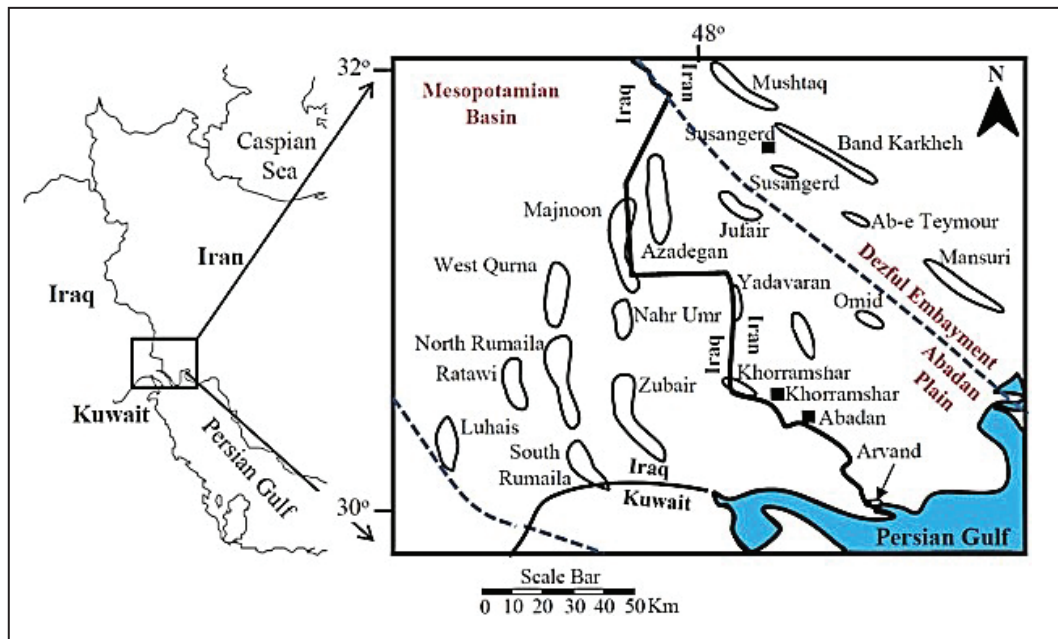 48°
32°
Caspian
Sea
Iran
Iraq
Kuwait
Persian Gulf
30°
Mesopotamian
Basin
Iraq
Iran
Mushtaq
N
Susangerd
Band Karkheh
Susangerd
Majnoon
Jufair
Ab-e Teymour
Azadegan
Mansuri
West Qurna
Yadavaran
Omid
Dezful Embayment
Nahr Umr
Iran
Iraq
North Rumaila
Abadan
Plain
Ratawi
Zubair
Khorramshar
Khorramshar
Abadan
Luhais
South
Rumaila
Iraq
Kuwait
Arvand
Persian Gulf
Scale Bar
0 10 20 30 40 50 Km